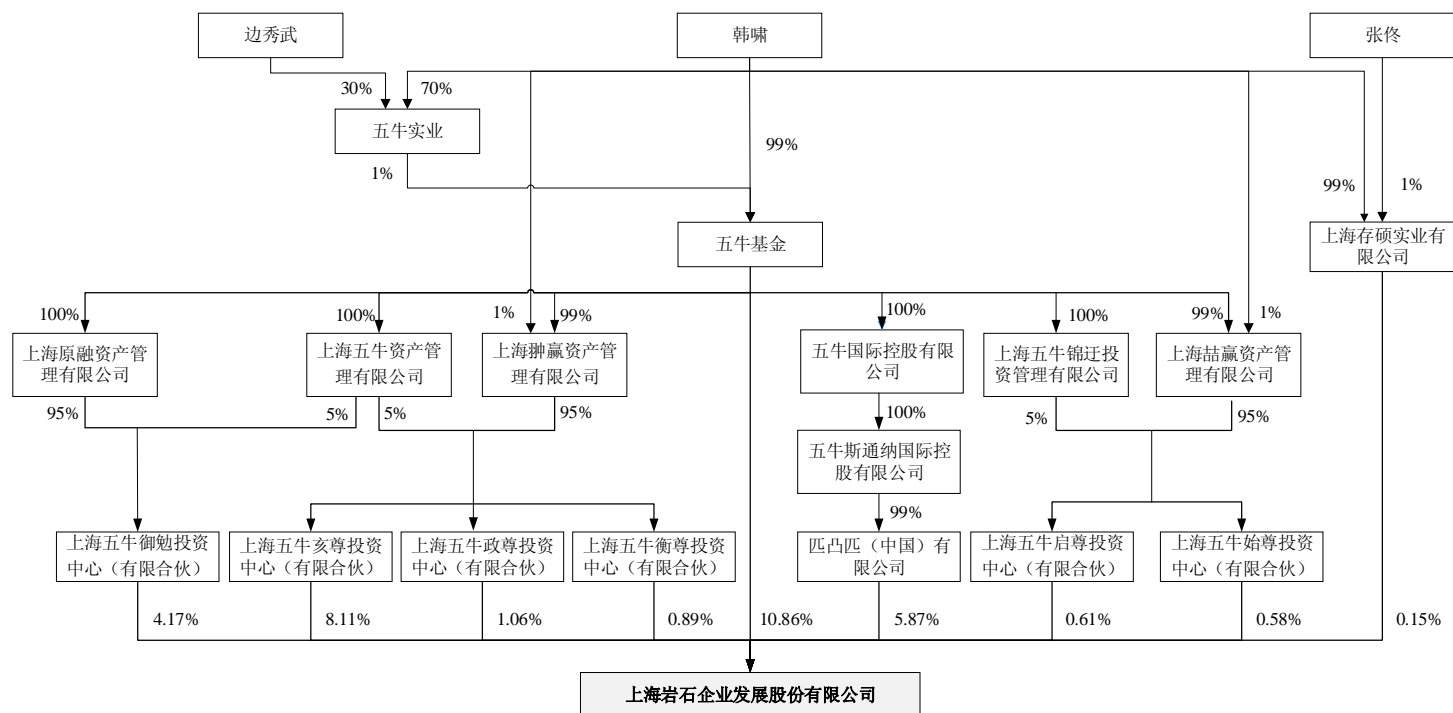 边秀武
韩啸
张佟
30%
70%
五牛实业
99%
1%
99%
1%
五牛基金
上海存硕实业有
限公司
100%
100%
1%
99%
100%
100%
99%
1%
上海原融资产管
理有限公司
上海五牛资产管
理有限公司
上海翀赢资产管
理有限公司
五牛国际控股有限
公司
上海五牛锦迂投
资管理有限公司
上海喆赢资产管
理有限公司
95%
5%
5%
95%
100%
5%
95%
五牛斯通纳国际控
股有限公司
99%
上海五牛御勉投资
中心（有限合伙）
上海五牛亥尊投资
中心（有限合伙）
上海五牛政尊投资
中心（有限合伙）
上海五牛衡尊投资
中心（有限合伙）
匹凸匹（中国）有
限公司
上海五牛启尊投资
中心（有限合伙）
上海五牛始尊投资
中心（有限合伙）
4.17%
8.11%
1.06%
0.89%
10.86%
5.87%
0.61%
0.58%
0.15%
上海岩石企业发展股份有限公司